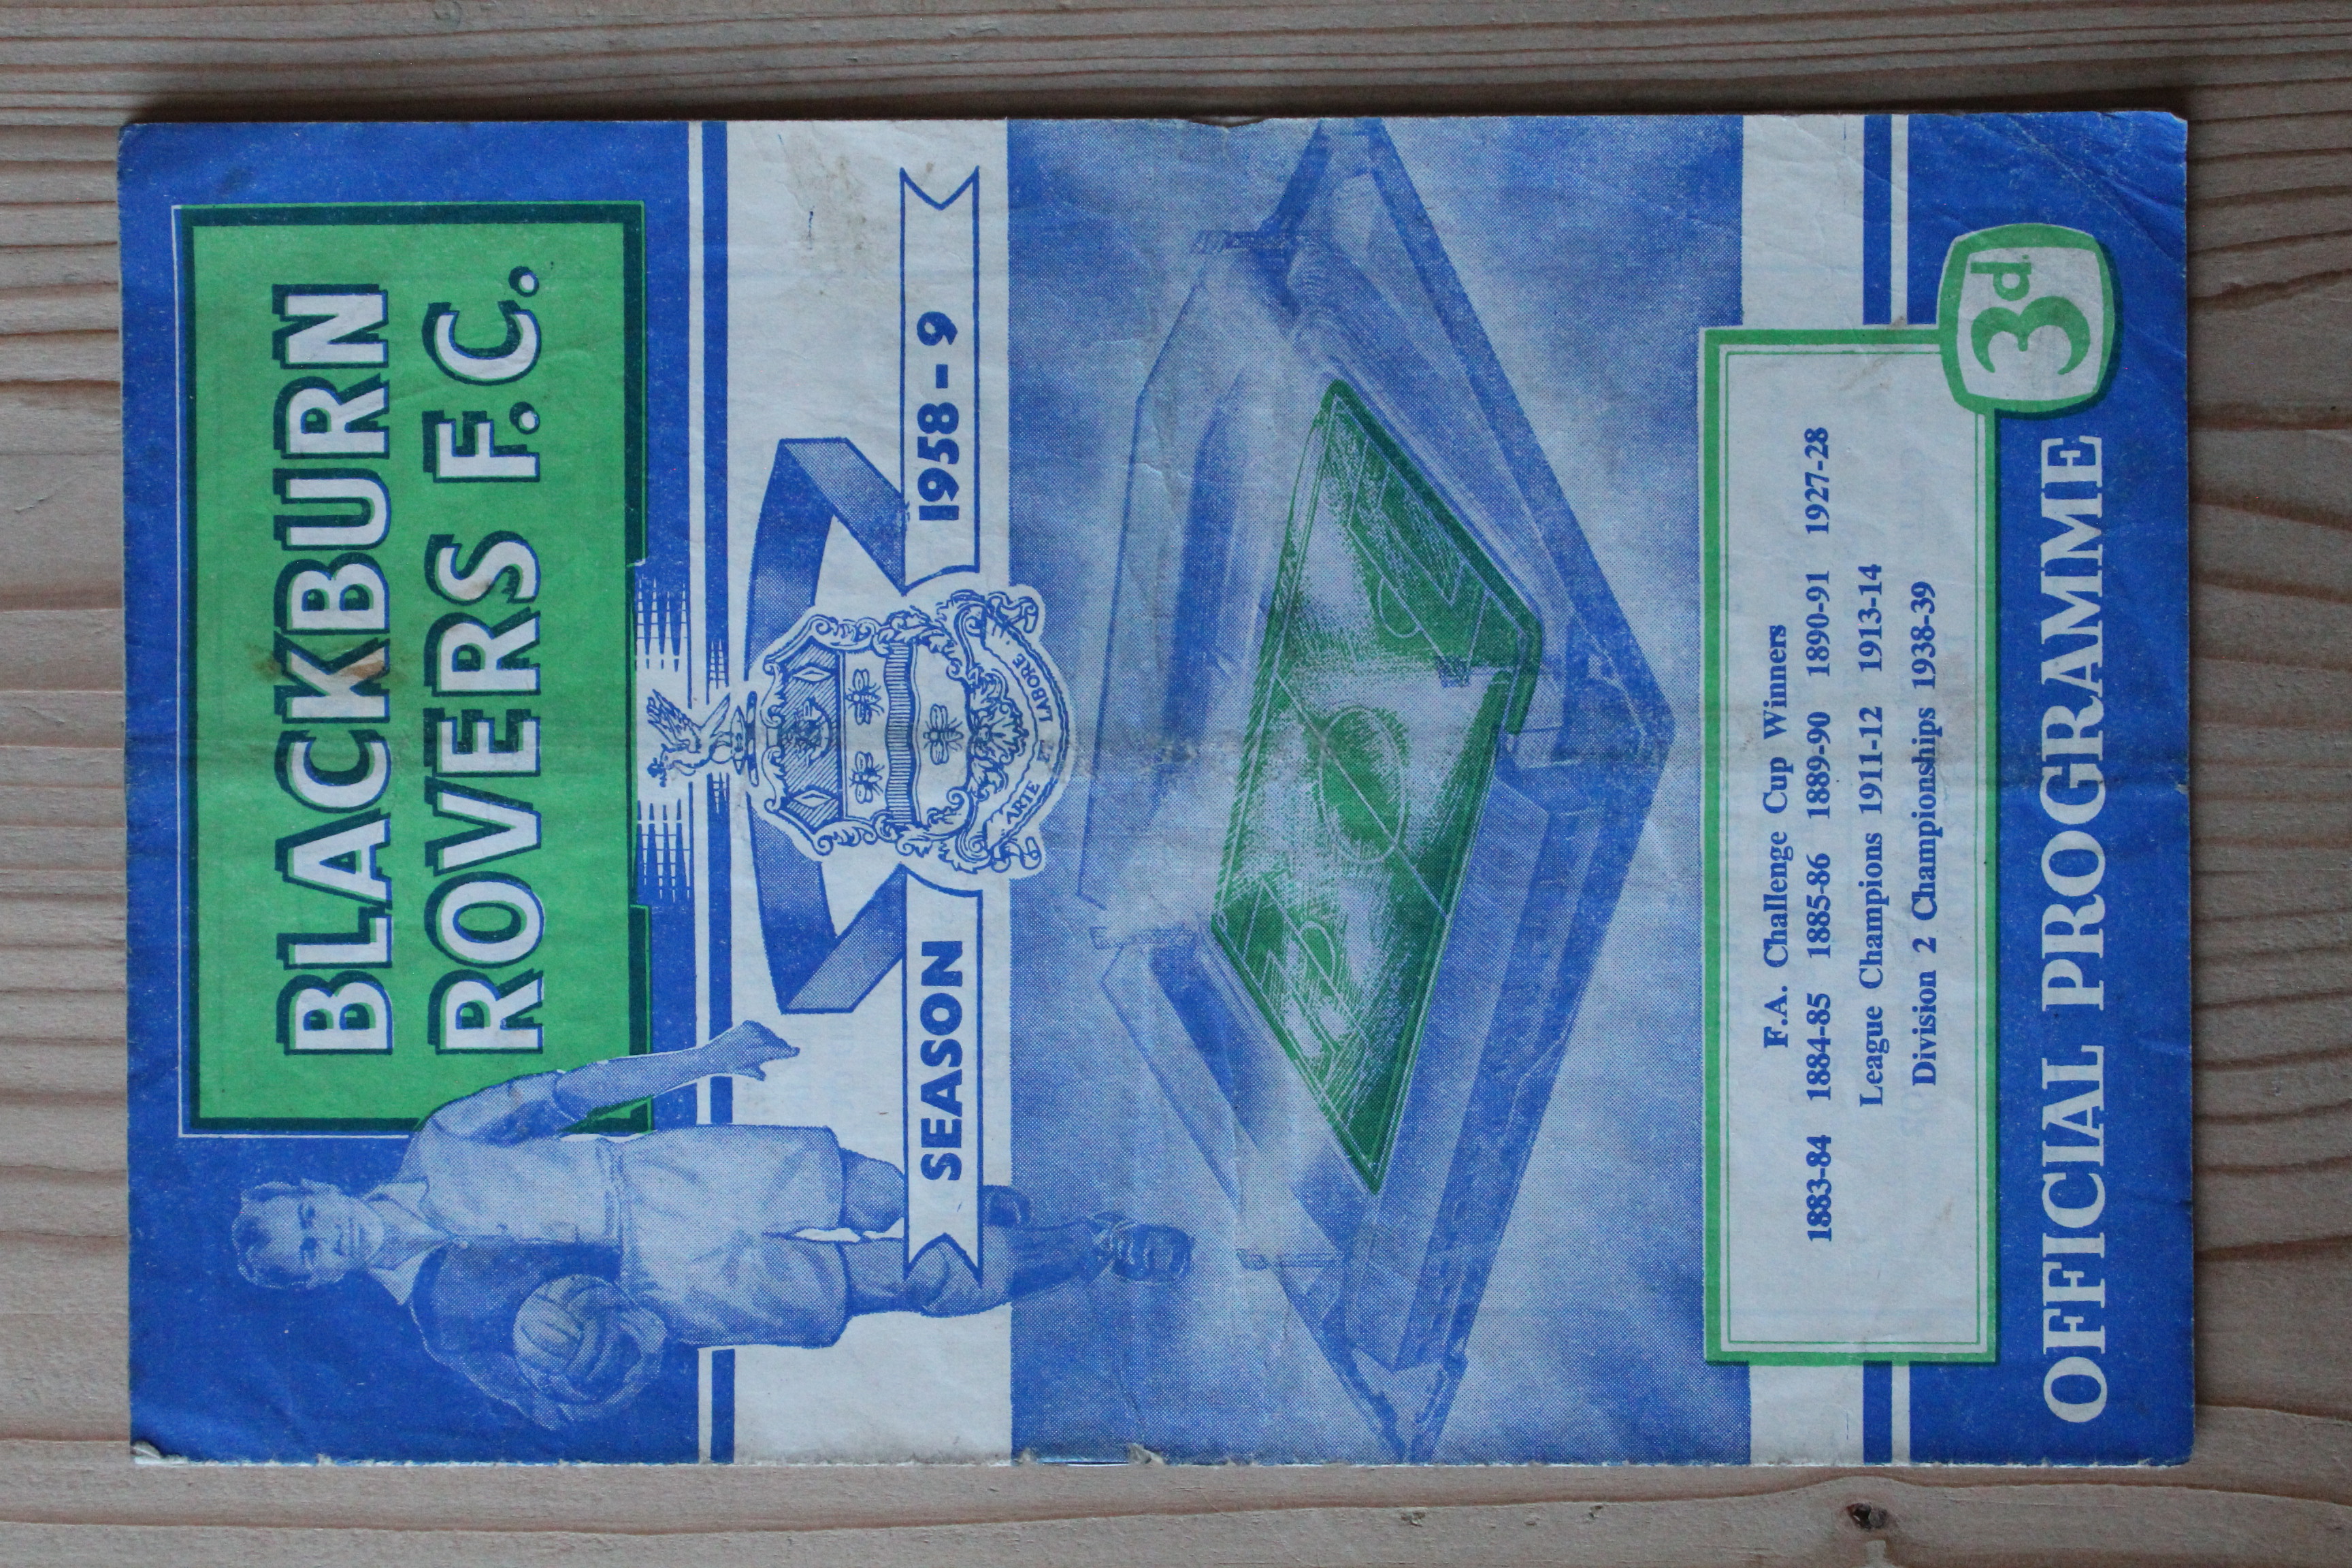 BLACKBURN
ROVERS F.C.
SEASON 1958-9
ARTE ET LABORE
F.A. Challenge Cup Winners
1883-84 1884-85 1885-86 1889-90 1890-91 1927-28
League Champions 1911-12 1913-14
Division 2 Championships 1938-39
3d.
OFFICIAL PROGRAMME